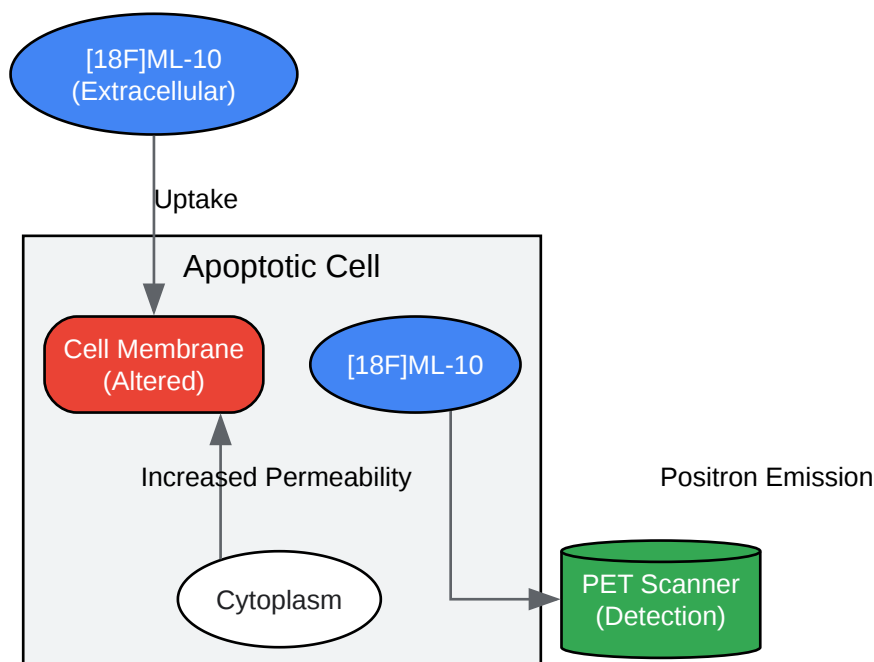 [18F]ML-10
(Extracellular)
Uptake
Apoptotic Cell
Cell Membrane
(Altered)
[18F]ML-10
Increased Permeability
Positron Emission
Cytoplasm
PET Scanner
(Detection)